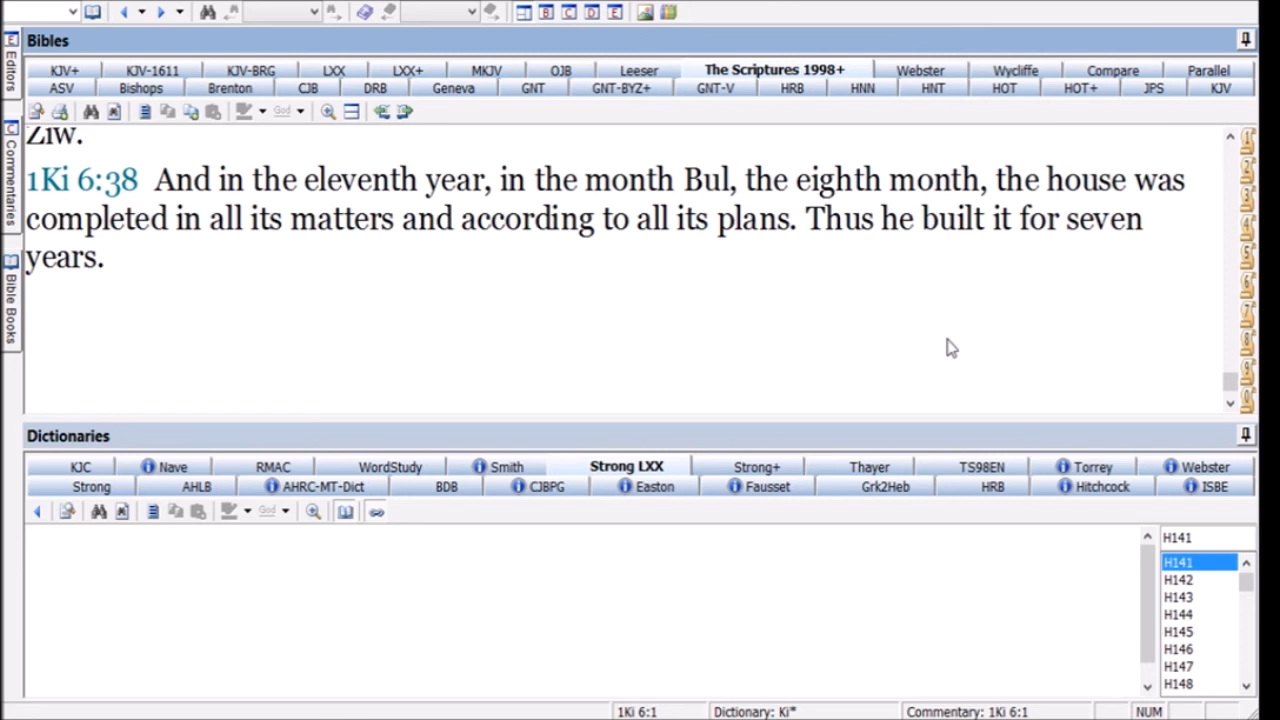 Bibles
Editors
Commentaries
Bible Books
KJV+ KJV-1611 KJV-BRG LXX LXX+ MKJV OJB Leeser The Scriptures 1998+ Webster Wycliffe Compare Parallel
ASV Bishops Brenton CJB DRB Geneva GNT GNT-BYZ+ GNT-V HRB HNN HNT HOT HOT+ JPS KJV
Ziw.
1Ki 6:38 And in the eleventh year, in the month Bul, the eighth month, the house was
completed in all its matters and according to all its plans. Thus he built it for seven
years.
Dictionaries
KJC Nave RMAC WordStudy Smith Strong LXX Strong+ Thayer TS98EN Torrey Webster
Strong AHLB AHRC-MT-Dict BDB CJBPG Easton Fausset Grk2Heb HRB Hitchcock ISBE
H141
H141
H142
H143
H144
H145
H146
H147
H148
1Ki 6:1 Dictionary: Ki* Commentary: 1Ki 6:1 NUM